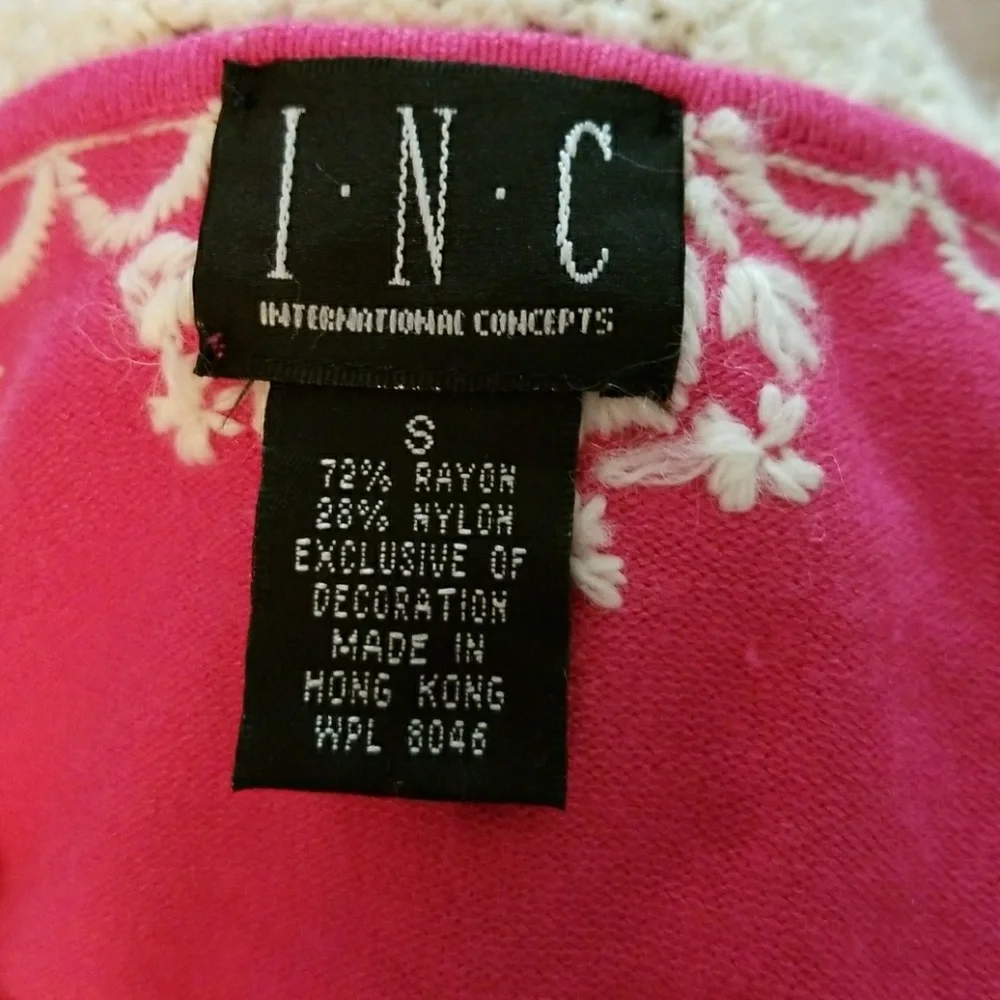 I·N·C
INTERNATIONAL CONCEPTS
S
72% RAYON
28% NYLON
EXCLUSIVE OF
DECORATION
MADE IN
HONG KONG
WPL 8046